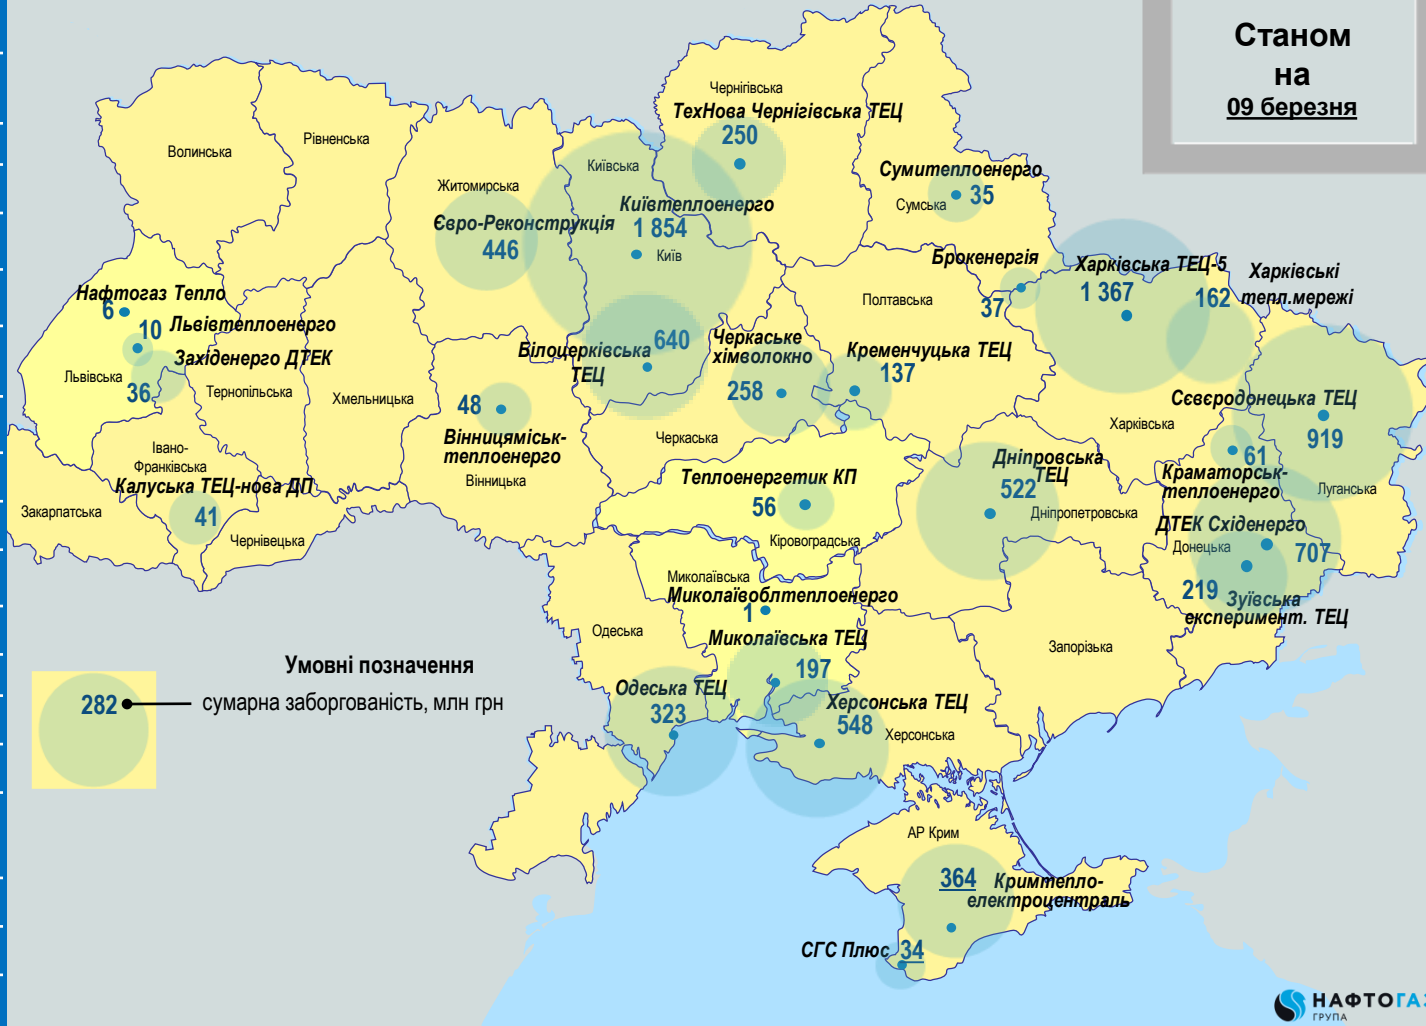 Станом
на
09 березня
Чернігівська
ТехНова Чернігівська ТЕЦ
250
Волинська
Рівненська
Житомирська
Київська
Сумитеплоенерго
Сумська
35
Київтеплоенерго
1 854
Київ
Євро-Реконструкція
446
Брокенергія
37
Харківська ТЕЦ-5
1 367
162
Харківські
тепл.мережі
Полтавська
Нафтогаз Тепло
6
10
Львівтеплоенерго
Західенерго ДТЕК
36
Львівська
Тернопільська
Хмельницька
Білоцерківська
ТЕЦ
640
Черкаське
хімволокно
258
Кременчуцька ТЕЦ
137
48
Вінницяміськ-
теплоенерго
Вінницька
Черкаська
Харківська
Сєвєродонецька ТЕЦ
919
61
Краматорськ-
теплоенерго
Луганська
Івано-
Франківська
Калуська ТЕЦ-нова ДП
41
Закарпатська
Чернівецька
Теплоенергетик КП
56
Кіровоградська
Дніпровська
ТЕЦ
522
Дніпропетровська
ДТЕК Східенерго
Донецька
707
219
Зуївська
експеримент. ТЕЦ
Миколаївська
Миколаївоблтеплоенерго
1
Миколаївська ТЕЦ
197
Одеська
Запорізька
Одеська ТЕЦ
323
Херсонська ТЕЦ
548
Херсонська
Умовні позначення
282
сумарна заборгованість, млн грн
АР Крим
364
Кримтепло-
електроцентраль
СГС Плюс
34
НАФТОГАЗ
ГРУПА